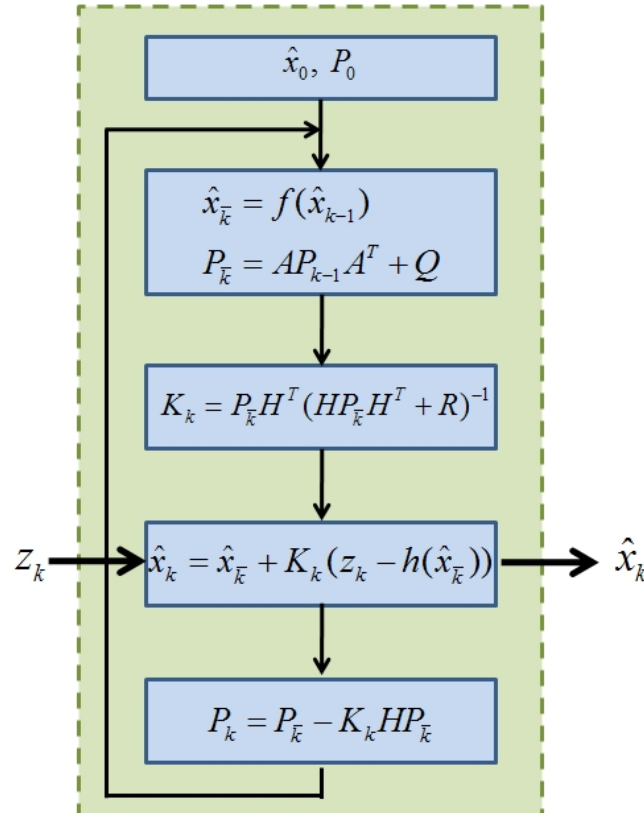 x̂₀, P₀
x̂_k̄ = f(x̂_{k−1})
P_k̄ = AP_{k−1}A^T + Q
K_k = P_k̄H^T(HP_k̄H^T + R)^{−1}
z_k
x̂_k = x̂_k̄ + K_k(z_k − h(x̂_k̄))
x̂_k
P_k = P_k̄ − K_kHP_k̄